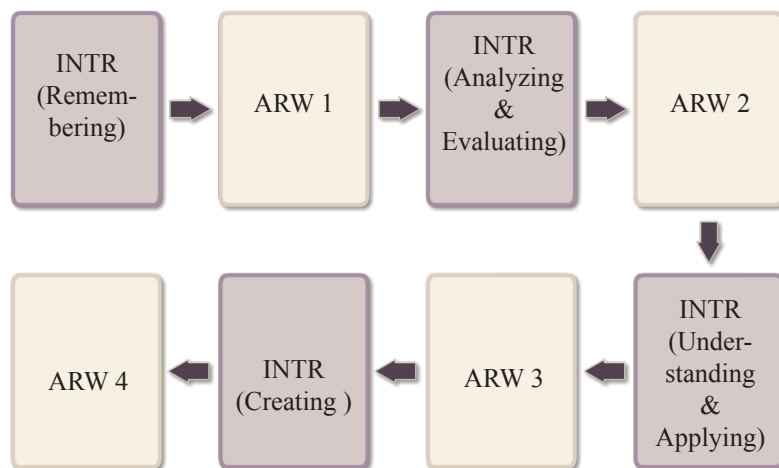 INTR
(Remem-
bering)
ARW 1
INTR
(Analyzing
&
Evaluating)
ARW 2
INTR
(Under-
standing
&
Applying)
ARW 3
INTR
(Creating )
ARW 4